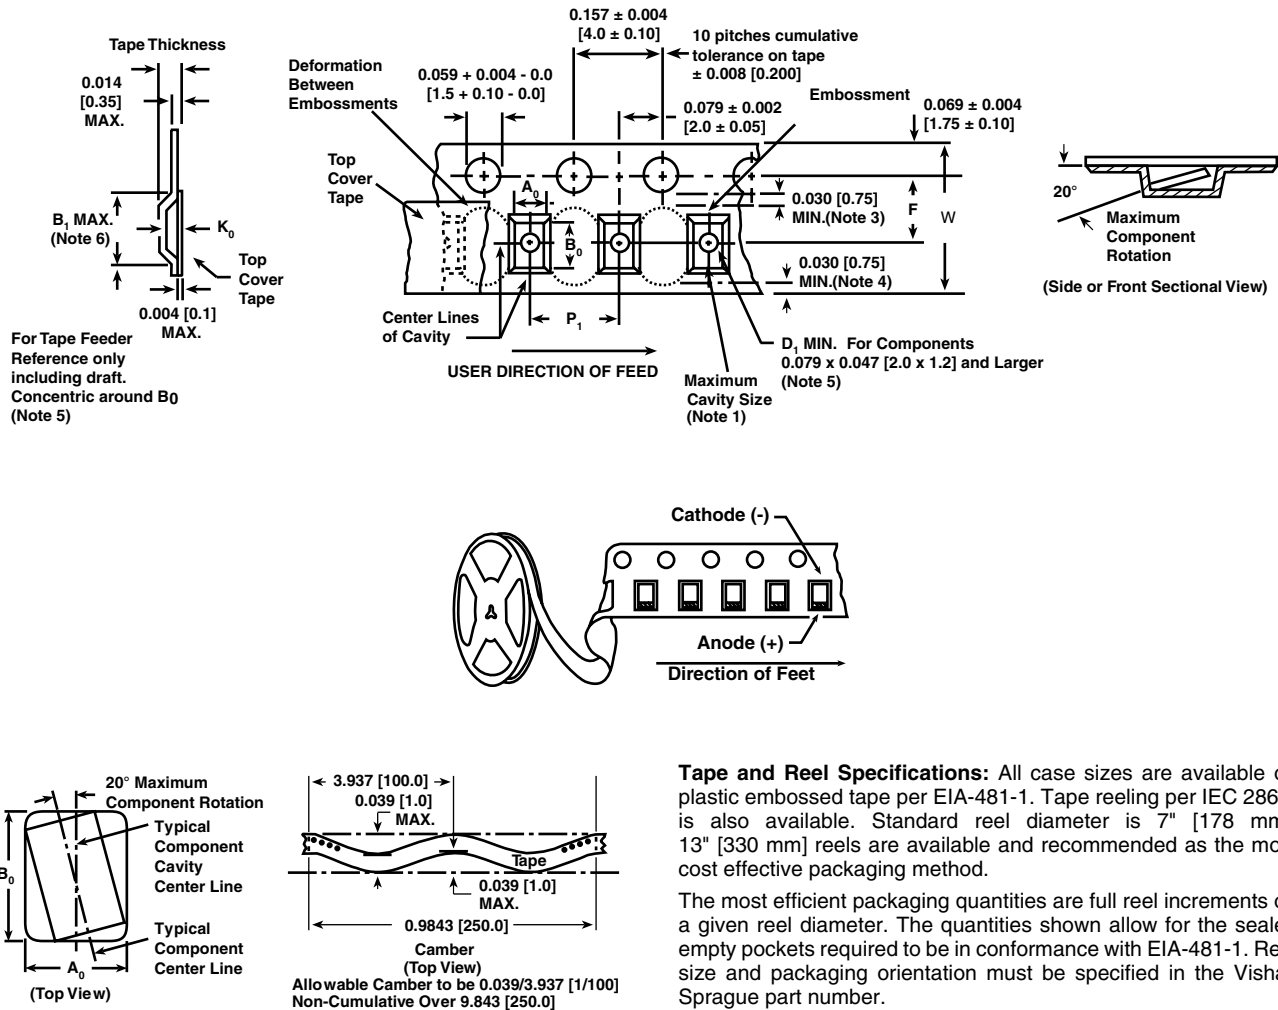 0.157 ± 0.004
[4.0 ± 0.10]
10 pitches cumulative
tolerance on tape
± 0.008 [0.200]
Tape Thickness
0.014
[0.35]
MAX.
Deformation
Between
Embossments
0.059 + 0.004 - 0.0
[1.5 + 0.10 - 0.0]
0.079 ± 0.002
[2.0 ± 0.05]
Embossment
0.069 ± 0.004
[1.75 ± 0.10]
Top
Cover
Tape
A0
B0
0.030 [0.75]
MIN.(Note 3)
F
W
20°
Maximum
Component
Rotation
(Side or Front Sectional View)
B1 MAX.
(Note 6)
K0
Top
Cover
Tape
0.004 [0.1]
MAX.
0.030 [0.75]
MIN.(Note 4)
For Tape Feeder
Reference only
including draft.
Concentric around B0
(Note 5)
Center Lines
of Cavity
P1
USER DIRECTION OF FEED
Maximum
Cavity Size
(Note 1)
D1 MIN. For Components
0.079 x 0.047 [2.0 x 1.2] and Larger
(Note 5)
Cathode (-)
Anode (+)
Direction of Feet
20° Maximum
Component Rotation
Typical
Component
Cavity
Center Line
B0
Typical
Component
Center Line
A0
(Top View)
3.937 [100.0]
0.039 [1.0]
MAX.
Tape
0.039 [1.0]
MAX.
0.9843 [250.0]
Camber
(Top View)
Allowable Camber to be 0.039/3.937 [1/100]
Non-Cumulative Over 9.843 [250.0]
Tape and Reel Specifications: All case sizes are available
plastic embossed tape per EIA-481-1. Tape reeling per IEC 286
is also available. Standard reel diameter is 7" [178 mm
13" [330 mm] reels are available and recommended as the mo
cost effective packaging method.
The most efficient packaging quantities are full reel increments
a given reel diameter. The quantities shown allow for the seale
empty pockets required to be in conformance with EIA-481-1. Re
size and packaging orientation must be specified in the Visha
Sprague part number.